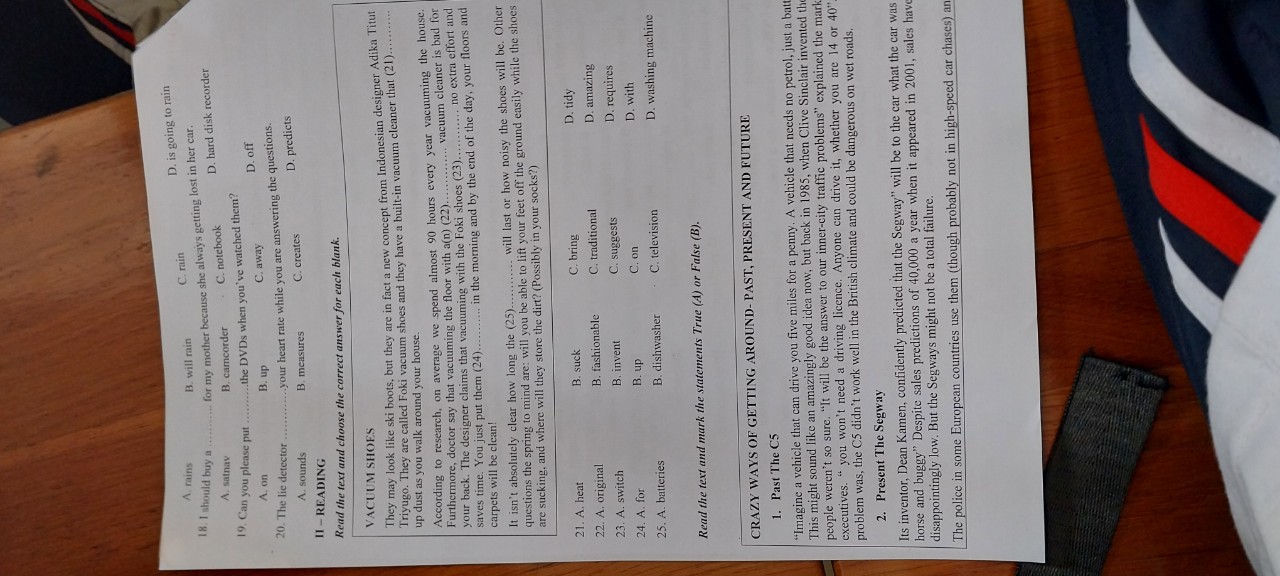 A. rains B. will rain C. rain D. is going to rain
18. I should buy a ............ for my mother because she always getting lost in her car.
A. satnav B. camcorder C. notebook D. hard disk recorder
19. Can you please put ............the DVDs when you've watched them?
A. on B. up C. away D. off
20. The lie detector ...............your heart rate while you are answering the questions.
A. sounds B. measures C. creates D. predicts
II – READING
Read the text and choose the correct answer for each blank.
VACUUM SHOES
They may look like ski boots, but they are in fact a new concept from Indonesian designer Adika Titut
Triyugo. They are called Foki vacuum shoes and they have a built-in vacuum cleaner that (21)............
up dust as you walk around your house.
According to research, on average we spend almost 90 hours every year vacuuming the house.
Furthermore, doctor say that vacuuming the floor with a(n) (22)............ vacuum cleaner is bad for
your back. The designer claims that vacuuming with the Foki shoes (23)............ no extra effort and
saves time. You just put them (24)............ in the morning and by the end of the day, your floors and
carpets will be clean!
It isn't absolutely clear how long the (25)............ will last or how noisy the shoes will be. Other
questions the spring to mind are: will you be able to lift your feet off the ground easily while the shoes
are sucking, and where will they store the dirt? (Possibly in your socks?)
21. A. heat B. suck C. bring D. tidy
22. A. original B. fashionable C. traditional D. amazing
23. A. switch B. invent C. suggests D. requires
24. A. for B. up C. on D. with
25. A. batteries B. dishwasher C. television D. washing machine
Read the text and mark the statements True (A) or False (B).
CRAZY WAYS OF GETTING AROUND- PAST, PRESENT AND FUTURE
1. Past The C5
"Imagine a vehicle that can drive you five miles for a penny. A vehicle that needs no petrol, just a
This might sound like an amazingly good idea now, but back in 1985, when Clive Sinclair invented
people weren't so sure. "It will be the answer to our inner-city traffic problems" explained the
executives. " you won't need a driving licence. Anyone can drive it, whether you are 14 or 40"
problem was, the C5 didn't work well in the British climate and could be dangerous on wet roads.
2. Present The Segway
Its inventor, Dean Kamen, confidently predicted that the Segway" will be to the car what the car was
horse and buggy" Despite sales predictions of 40,000 a year when it appeared in 2001, sales have
disappointingly low. But the Segways might not be a total failure.
The police in some European countries use them (though probably not in high-speed car chases)